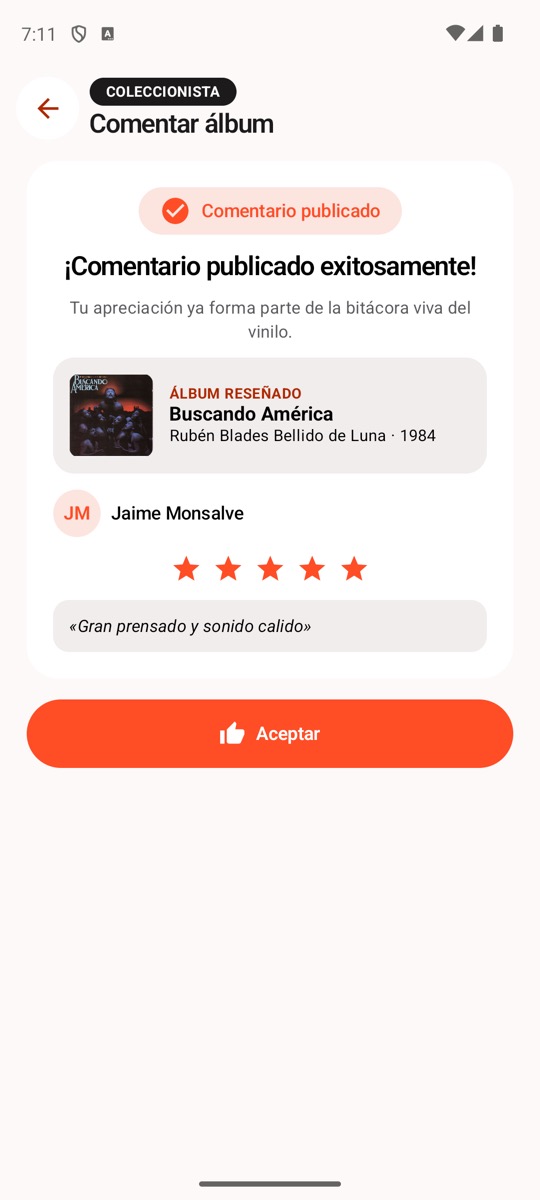 7:11
A
COLECCIONISTA
Comentar álbum
Comentario publicado
¡Comentario publicado exitosamente!
Tu apreciación ya forma parte de la bitácora viva del
vinilo.
BUSCANDO
AMÉRICA
ÁLBUM RESEÑADO
Buscando América
Rubén Blades Bellido de Luna · 1984
JM
Jaime Monsalve
«Gran prensado y sonido calido»
Aceptar